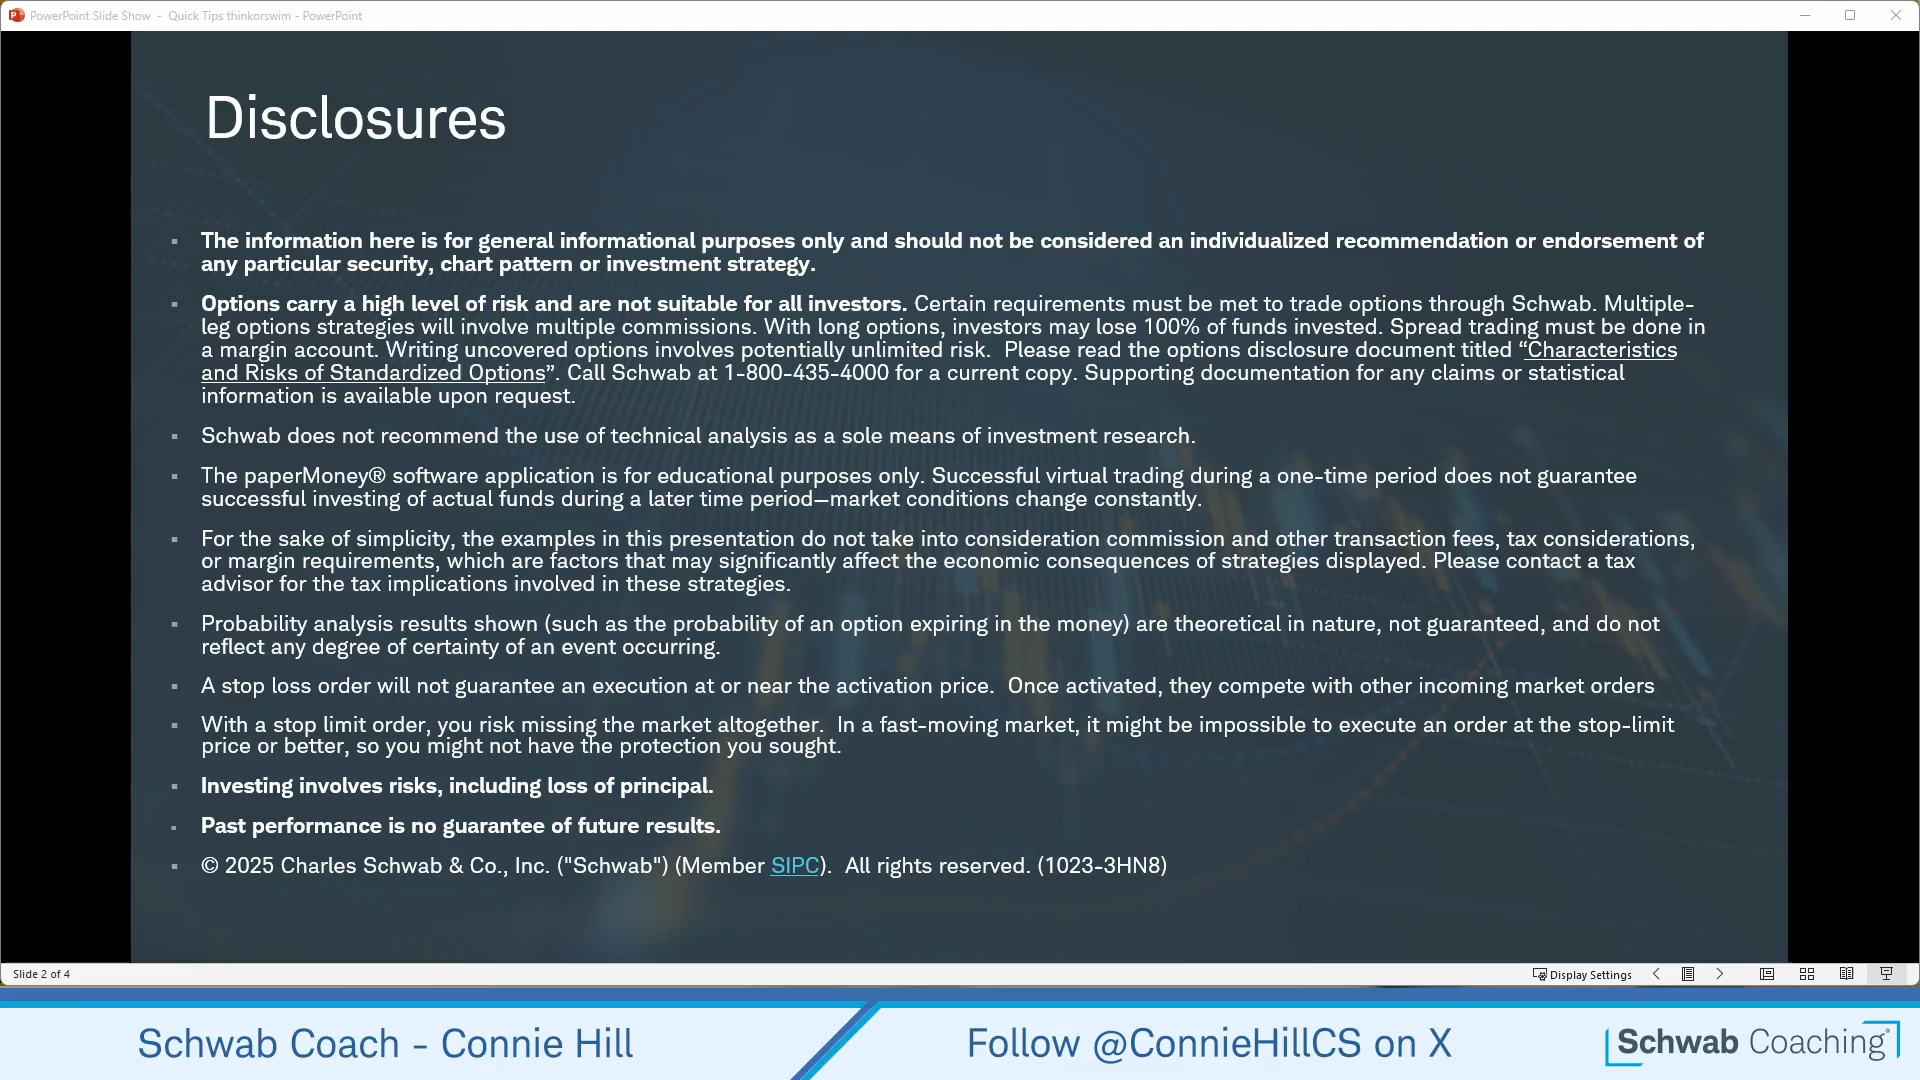 PowerPoint Slide Show - Quick Tips thinkorswim - PowerPoint
Disclosures
▪ The information here is for general informational purposes only and should not be considered an individualized recommendation or endorsement of
any particular security, chart pattern or investment strategy.
▪ Options carry a high level of risk and are not suitable for all investors. Certain requirements must be met to trade options through Schwab. Multiple-
leg options strategies will involve multiple commissions. With long options, investors may lose 100% of funds invested. Spread trading must be done in
a margin account. Writing uncovered options involves potentially unlimited risk.  Please read the options disclosure document titled “Characteristics
and Risks of Standardized Options”. Call Schwab at 1-800-435-4000 for a current copy. Supporting documentation for any claims or statistical
information is available upon request.
▪ Schwab does not recommend the use of technical analysis as a sole means of investment research.
▪ The paperMoney® software application is for educational purposes only. Successful virtual trading during a one-time period does not guarantee
successful investing of actual funds during a later time period—market conditions change constantly.
▪ For the sake of simplicity, the examples in this presentation do not take into consideration commission and other transaction fees, tax considerations,
or margin requirements, which are factors that may significantly affect the economic consequences of strategies displayed. Please contact a tax
advisor for the tax implications involved in these strategies.
▪ Probability analysis results shown (such as the probability of an option expiring in the money) are theoretical in nature, not guaranteed, and do not
reflect any degree of certainty of an event occurring.
▪ A stop loss order will not guarantee an execution at or near the activation price.  Once activated, they compete with other incoming market orders
▪ With a stop limit order, you risk missing the market altogether.  In a fast-moving market, it might be impossible to execute an order at the stop-limit
price or better, so you might not have the protection you sought.
▪ Investing involves risks, including loss of principal.
▪ Past performance is no guarantee of future results.
▪ © 2025 Charles Schwab & Co., Inc. ("Schwab") (Member SIPC).  All rights reserved. (1023-3HN8)
Slide 2 of 4
Display Settings
Schwab Coach - Connie Hill
Follow @ConnieHillCS on X
Schwab Coaching®